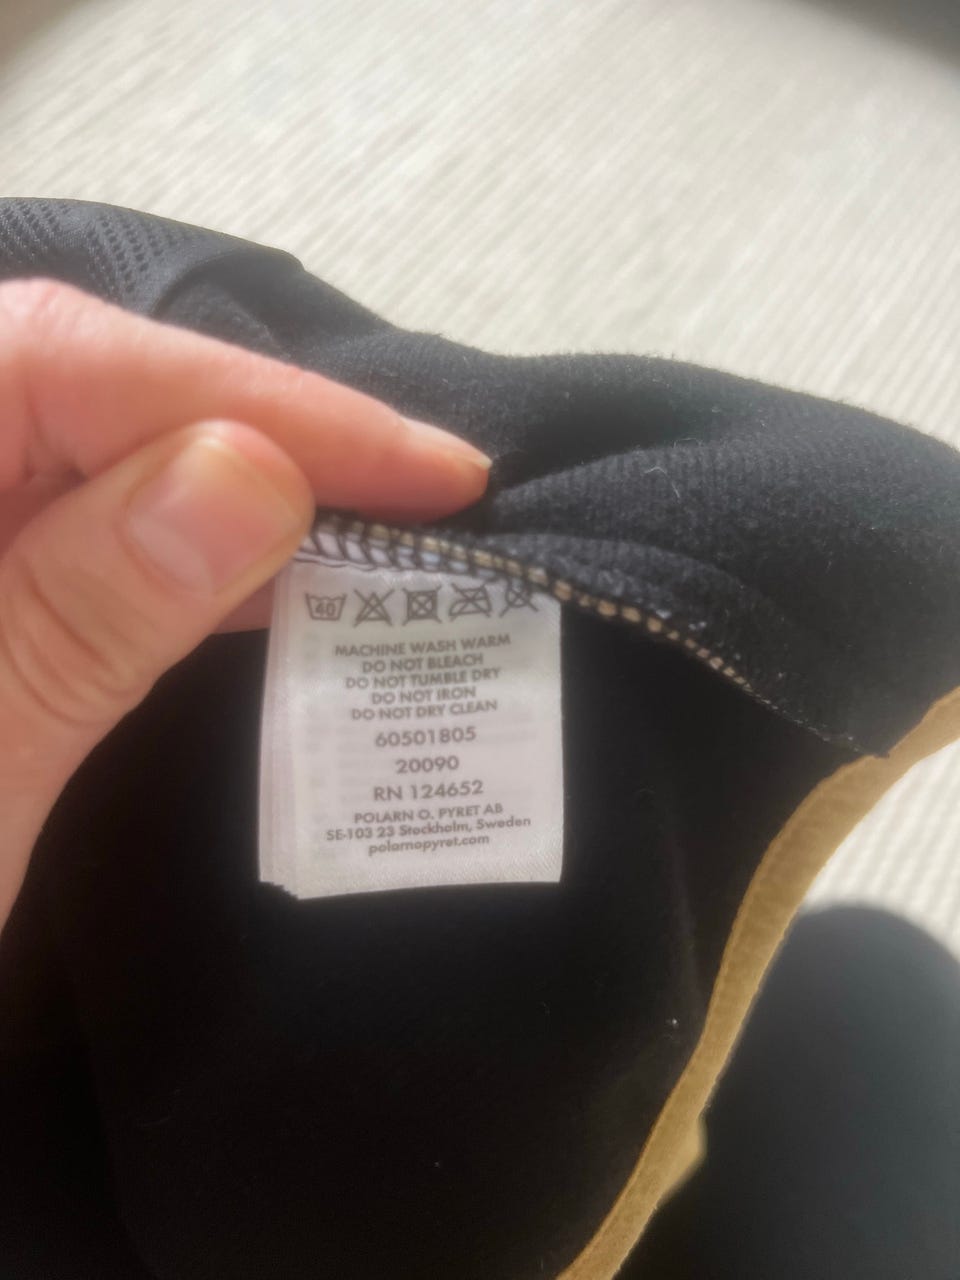 40
MACHINE WASH WARM
DO NOT BLEACH
DO NOT TUMBLE DRY
DO NOT IRON
DO NOT DRY CLEAN
60501805
20090
RN 124652
POLARN O. PYRET AB
SE-103 23 Stockholm, Sweden
polarnopyret.com